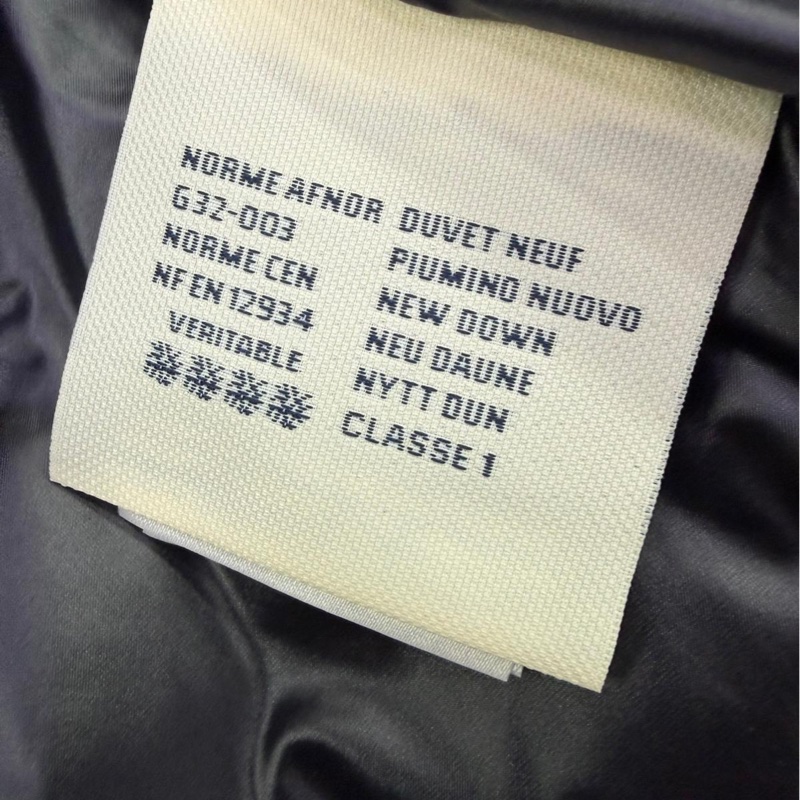 NORME AFNOR
G32-003
NORME CEN
NF EN 12934
VERITABLE
DUVET NEUF
PIUMINO NUOVO
NEW DOWN
NEU DAUNE
NYTT DUN
CLASSE 1